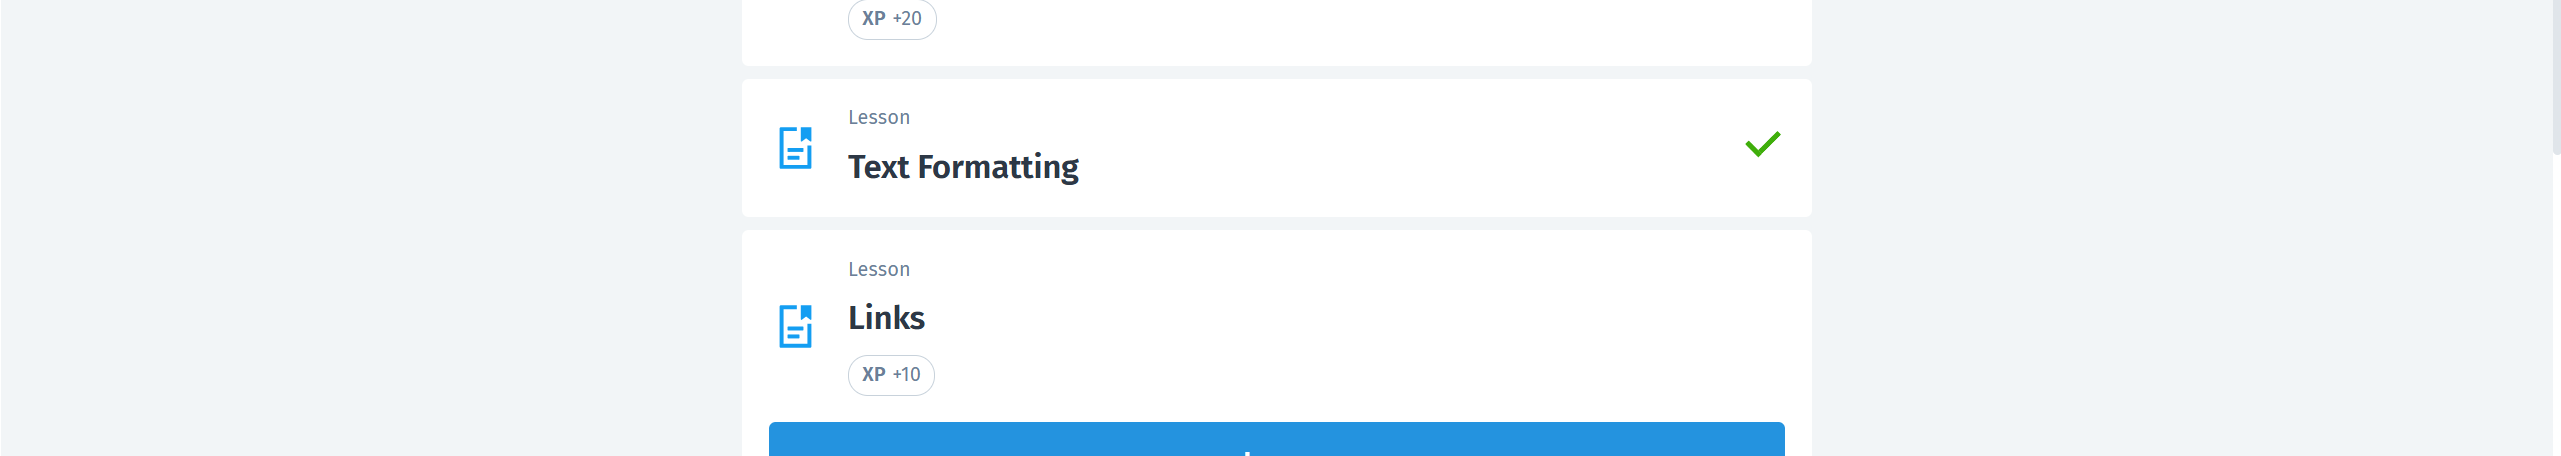 XP +20
Lesson
Text Formatting
Lesson
Links
XP +10